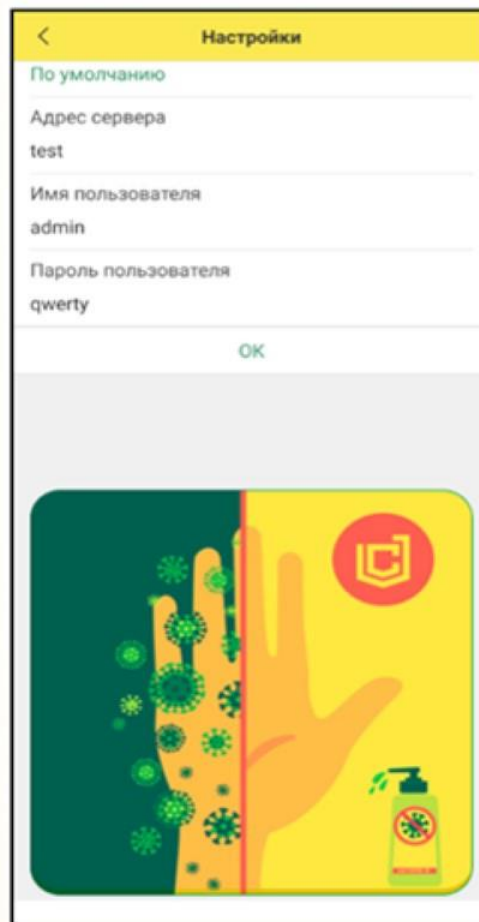 Настройки
По умолчанию
Адрес сервера
test
Имя пользователя
admin
Пароль пользователя
qwerty
OK